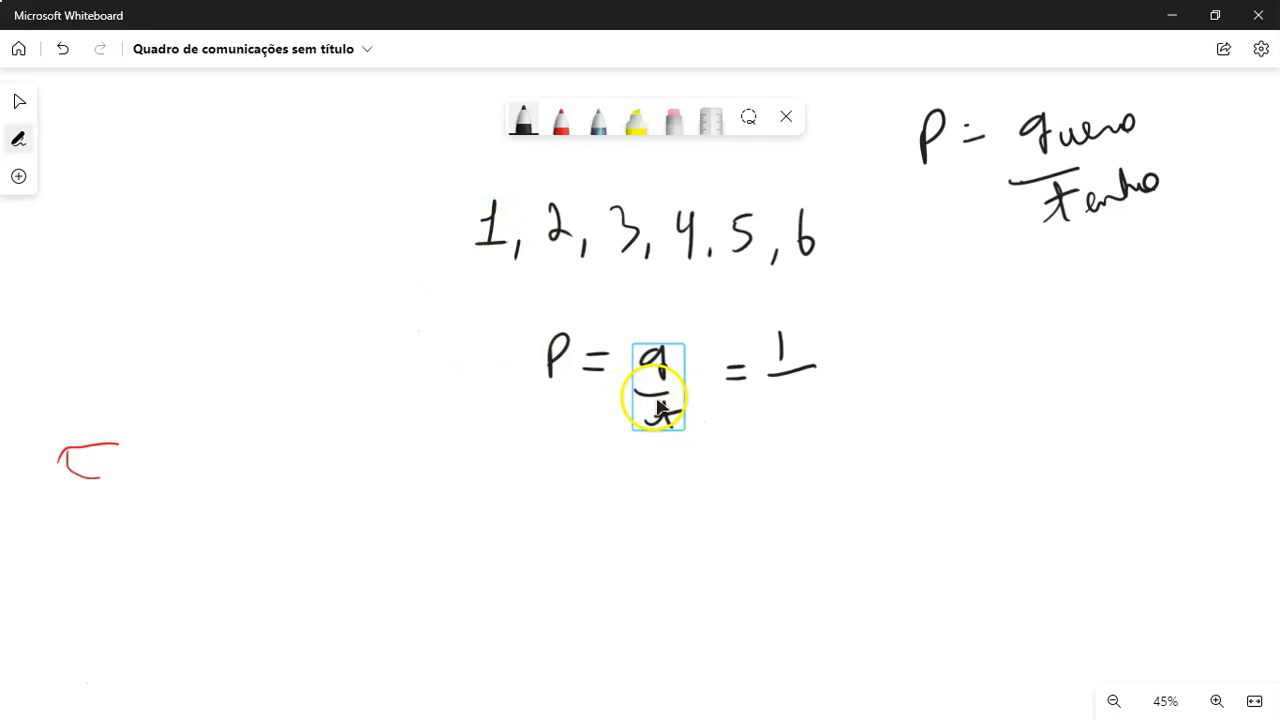 Microsoft Whiteboard
Quadro de comunicações sem título
P = quero
tenho
1, 2, 3, 4. 5, 6
P = q = 1
t
45%